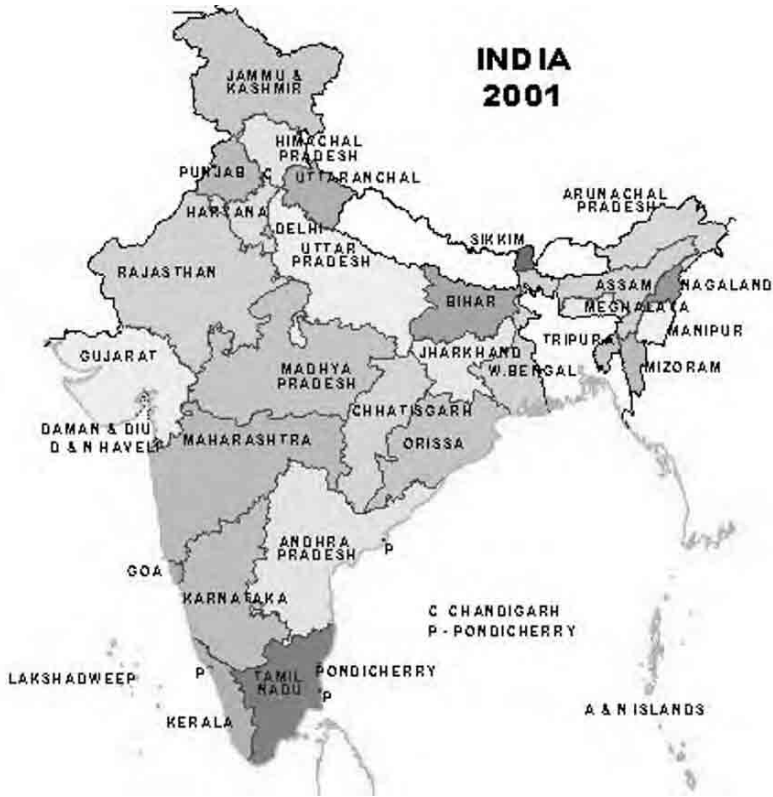 INDIA
2001
JAMMU &
KASHMIR
HIMACHAL
PRADESH
PUNJAB
C
UTTARANCHAL
HARYANA
DELHI
ARUNACHAL
PRADESH
UTTAR
PRADESH
SIKKIM
RAJASTHAN
ASSAM
NAGALAND
BIHAR
MEGHALAYA
MANIPUR
TRIPURA
GUJARAT
JHARKHAND
MADHYA
PRADESH
W.BENGAL
MIZORAM
CHHATISGARH
DAMAN & DIU
D & N HAVELI
MAHARASHTRA
ORISSA
ANDHRA
PRADESH
P
GOA
KARNATAKA
C CHANDIGARH
P - PONDICHERRY
LAKSHADWEEP
P
TAMIL
NADU
PONDICHERRY
P
KERALA
A & N ISLANDS